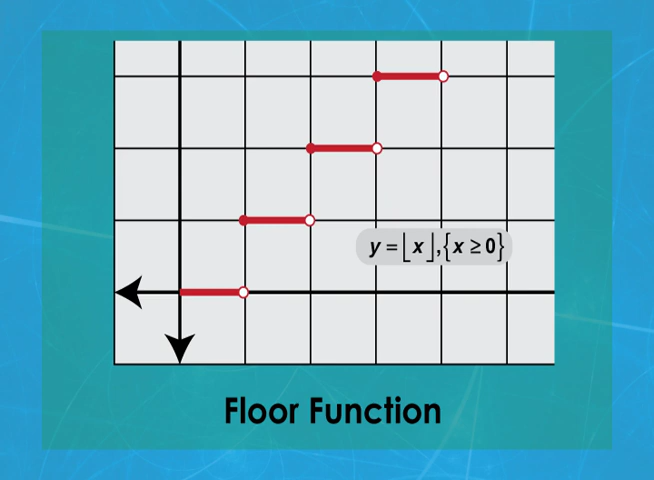 y = ⌊x⌋,{x ≥ 0}
Floor Function